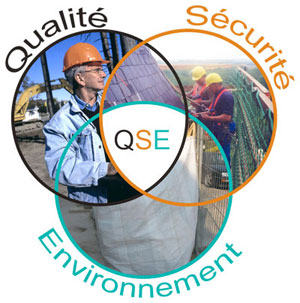 Qualité
Sécurité
QSE
Environnement